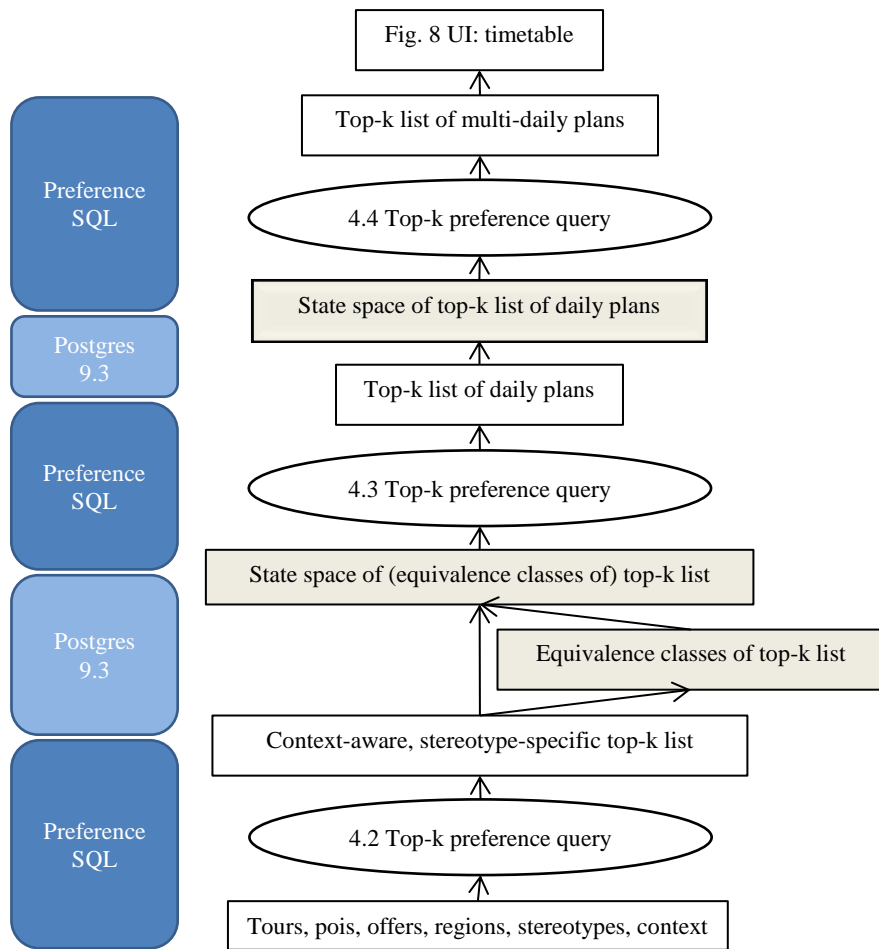 Fig. 8 UI: timetable
Top-k list of multi-daily plans
Preference
SQL
4.4 Top-k preference query
State space of top-k list of daily plans
Postgres
9.3
Top-k list of daily plans
Preference
SQL
4.3 Top-k preference query
State space of (equivalence classes of) top-k list
Postgres
9.3
Equivalence classes of top-k list
Context-aware, stereotype-specific top-k list
Preference
SQL
4.2 Top-k preference query
Tours, pois, offers, regions, stereotypes, context